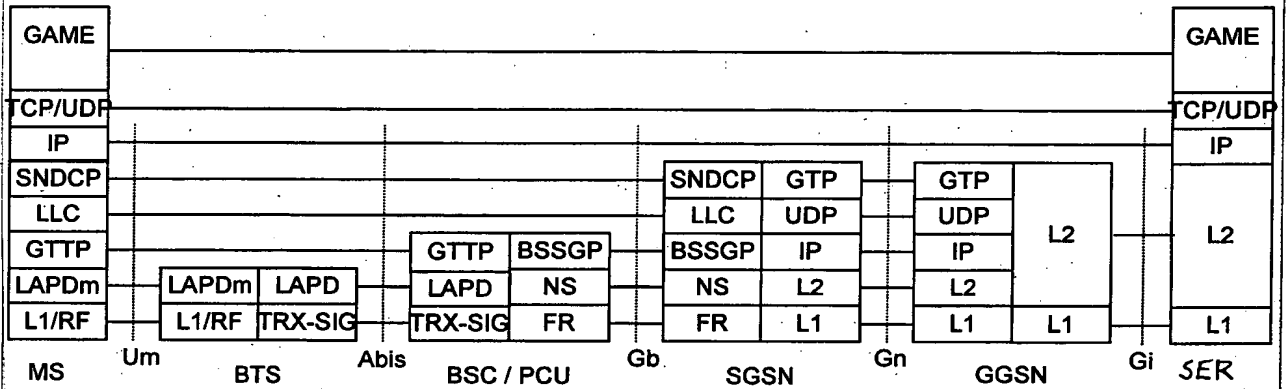 GAME GAME
TCP/UDP TCP/UDP
IP IP
SNDCP SNDCP GTP GTP
LLC LLC UDP UDP L2 L2
GTTP GTTP BSSGP BSSGP IP IP
LAPDm LAPDm LAPD LAPD NS NS L2 L2
L1/RF L1/RF TRX-SIG TRX-SIG FR FR L1 L1 L1 L1
Um Abis Gb Gn Gi
MS BTS BSC / PCU SGSN GGSN SER